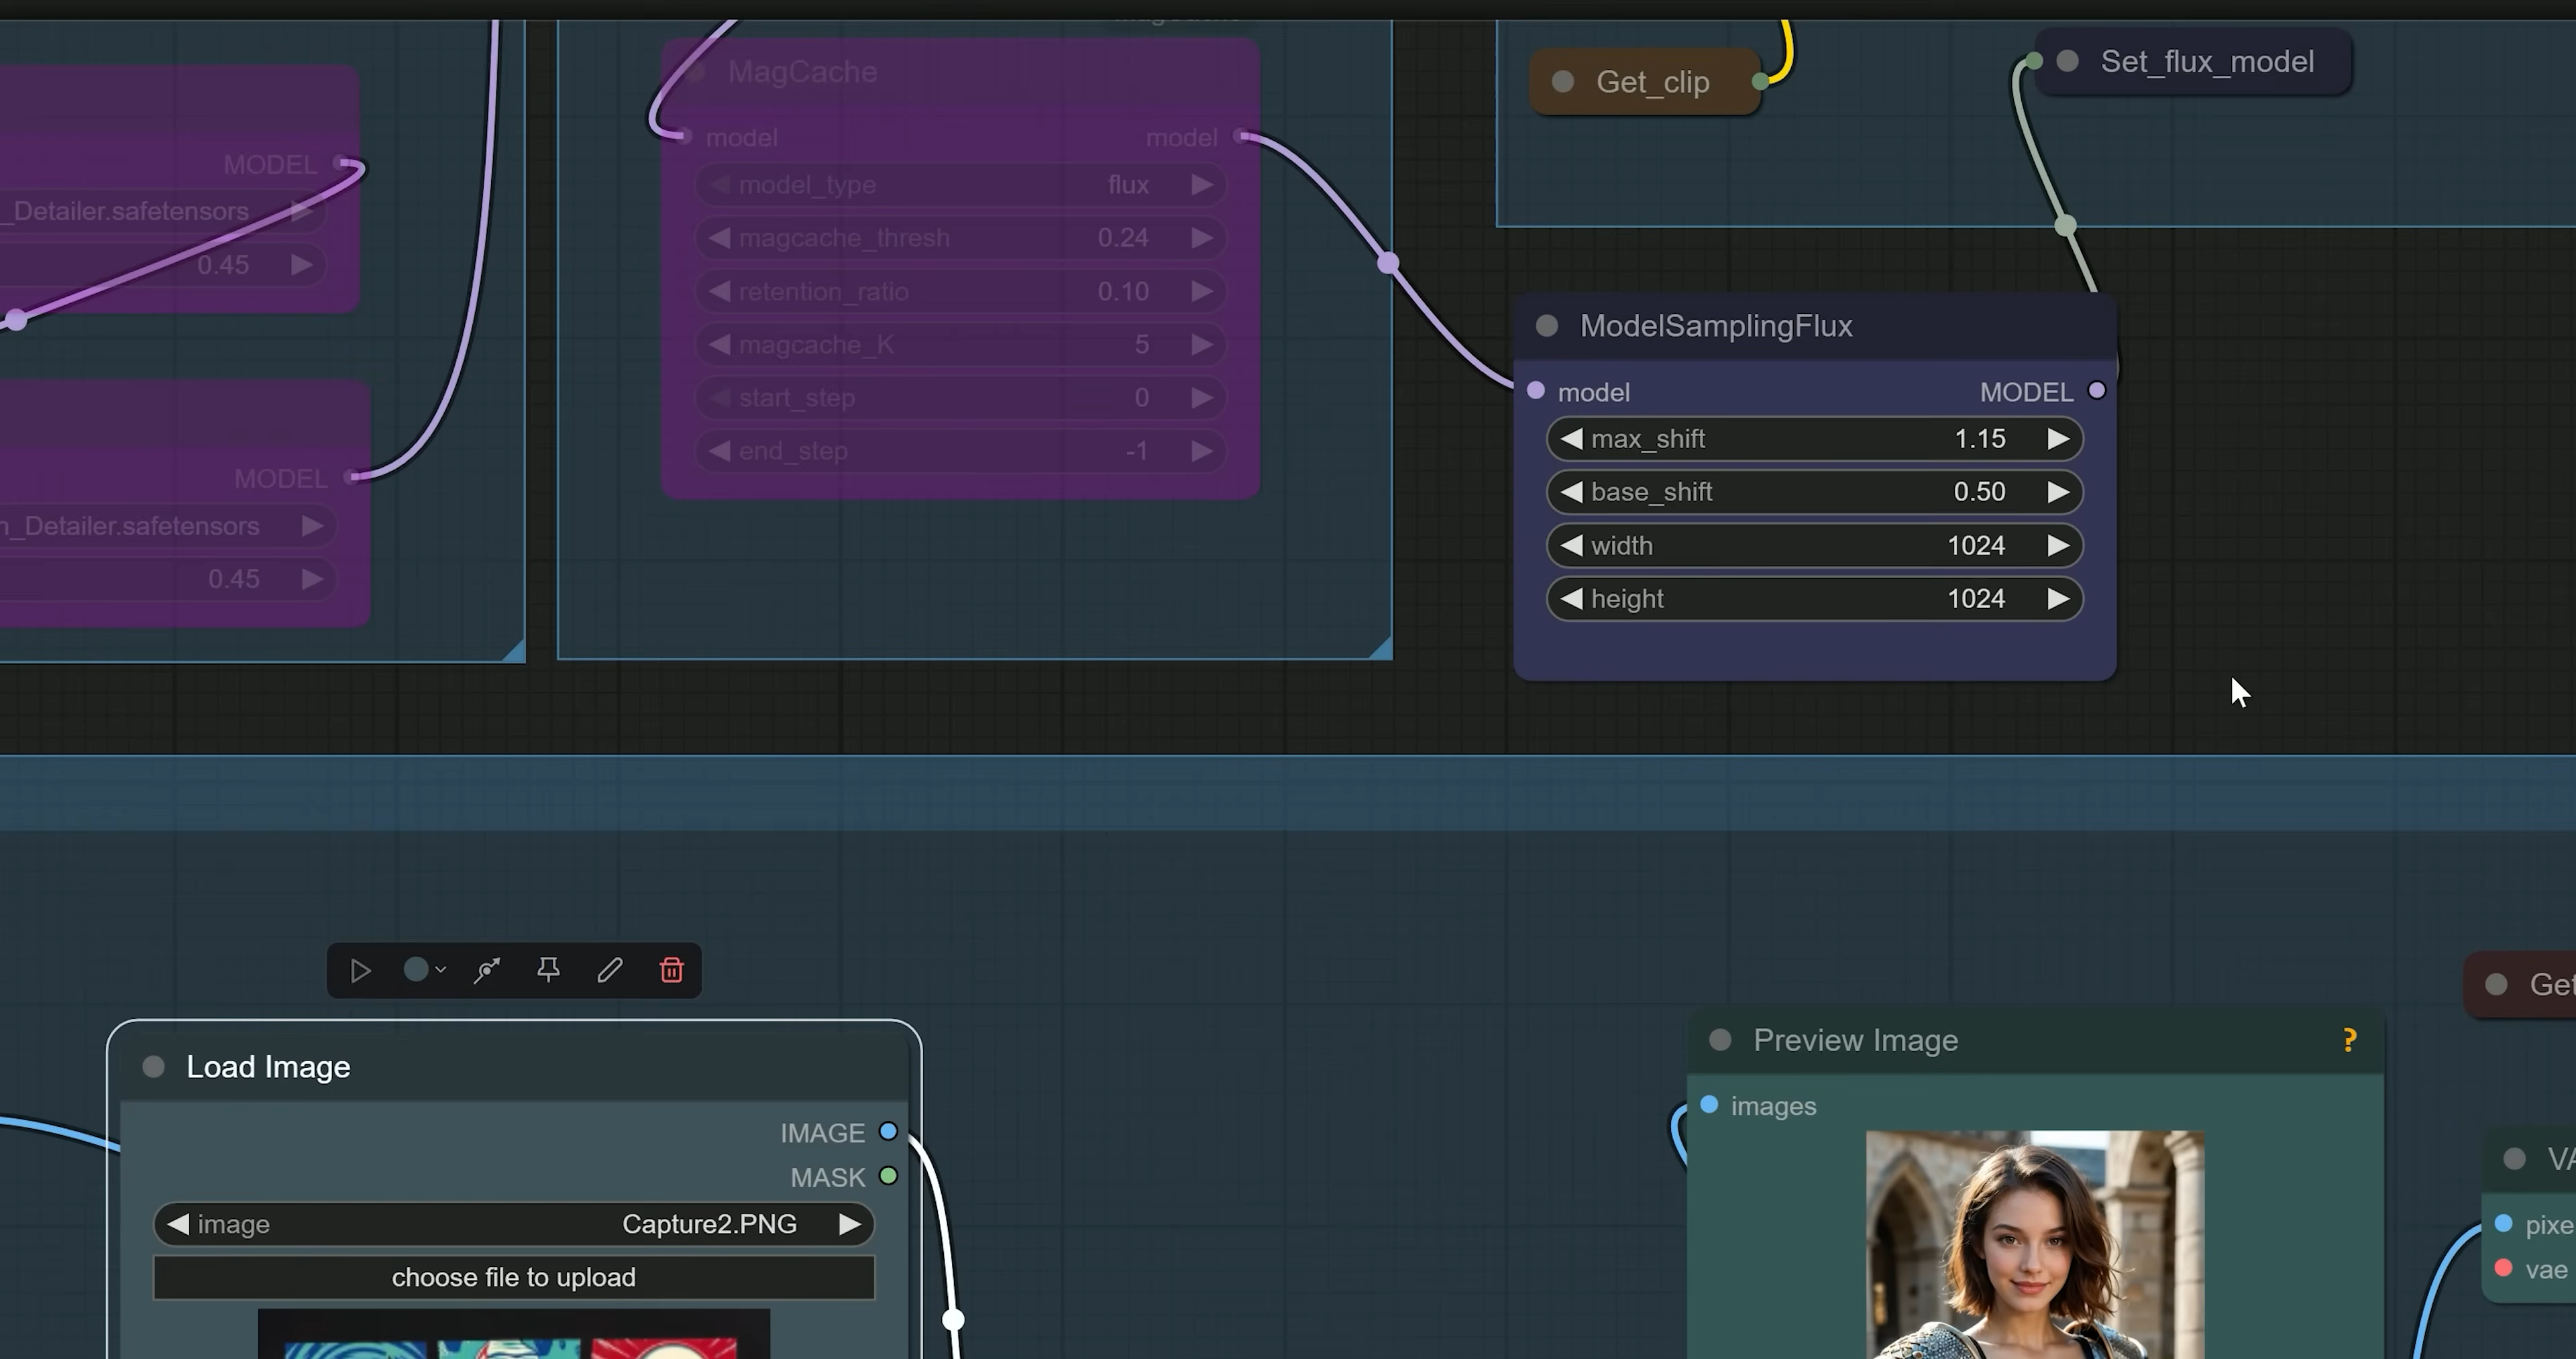 MODEL
_Detailer.safetensors
0.45
MODEL
_Detailer.safetensors
0.45
MagCache
model model
model_type flux
magcache_thresh 0.24
retention_ratio 0.10
magcache_K 5
start_step 0
end_step -1
Get_clip
Set_flux_model
ModelSamplingFlux
model MODEL
max_shift 1.15
base_shift 0.50
width 1024
height 1024
Load Image
IMAGE
MASK
image Capture2.PNG
choose file to upload
Preview Image ?
images
Get
VA
pixe
vae